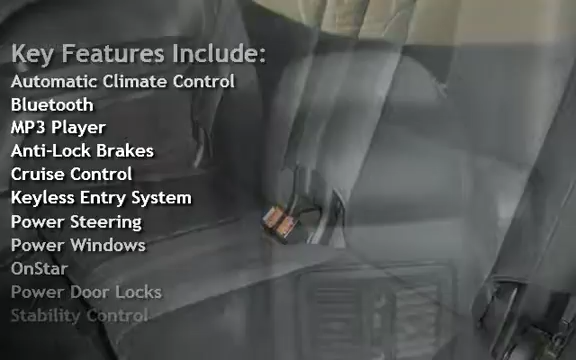 Key Features Include:
Automatic Climate Control
Bluetooth
MP3 Player
Anti-Lock Brakes
Cruise Control
Keyless Entry System
Power Steering
Power Windows
OnStar
Power Door Locks
Stability Control